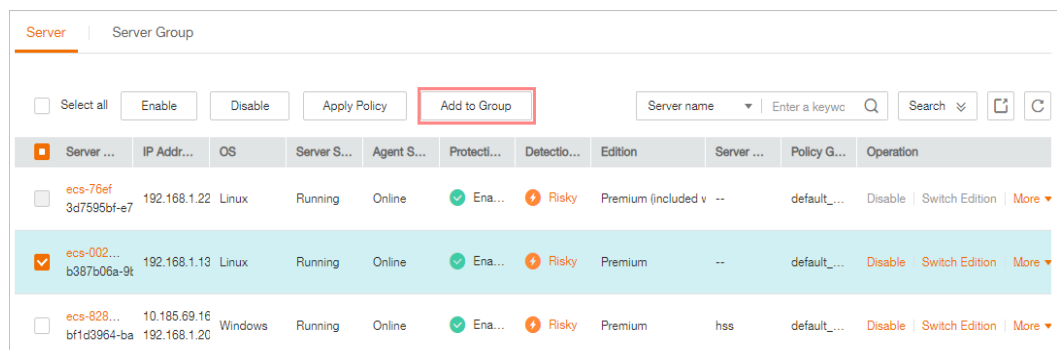 Server Server Group
Select all Enable Disable Apply Policy Add to Group Server name Enter a keywc Search
Server ... IP Addr... OS Server S... Agent S... Protecti... Detectio... Edition Server ... Policy G... Operation
ecs-76ef
3d7595bf-e7 192.168.1.22 Linux Running Online Ena... Risky Premium (included v -- default_... Disable Switch Edition More
ecs-002...
b387b06a-9b 192.168.1.13 Linux Running Online Ena... Risky Premium -- default_... Disable Switch Edition More
ecs-828... 10.185.69.16
bf1d3964-ba 192.168.1.20 Windows Running Online Ena... Risky Premium hss default_... Disable Switch Edition More